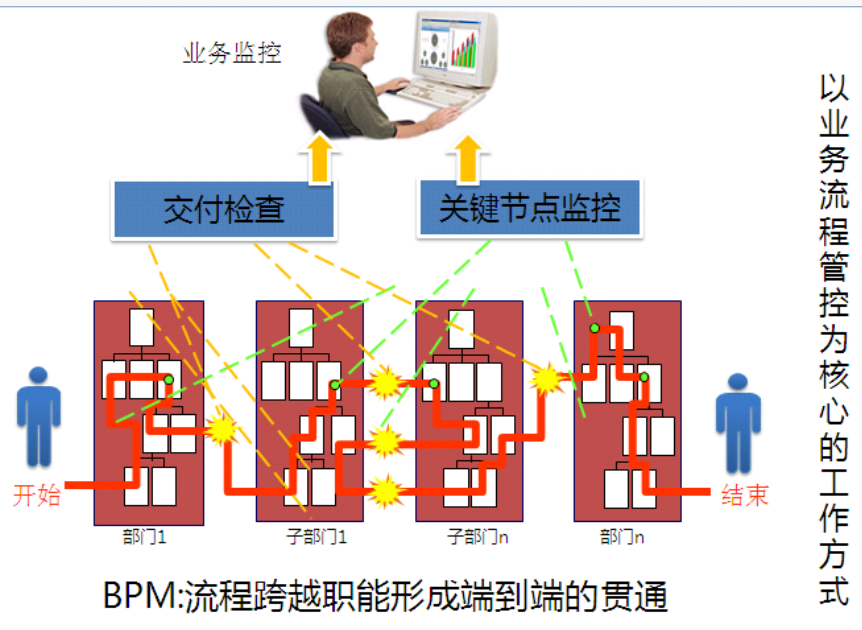 业务监控
交付检查
关键节点监控
开始
结束
部门1
子部门1
子部门n
部门n
BPM:流程跨越职能形成端到端的贯通
以业务流程管控为核心的工作方式